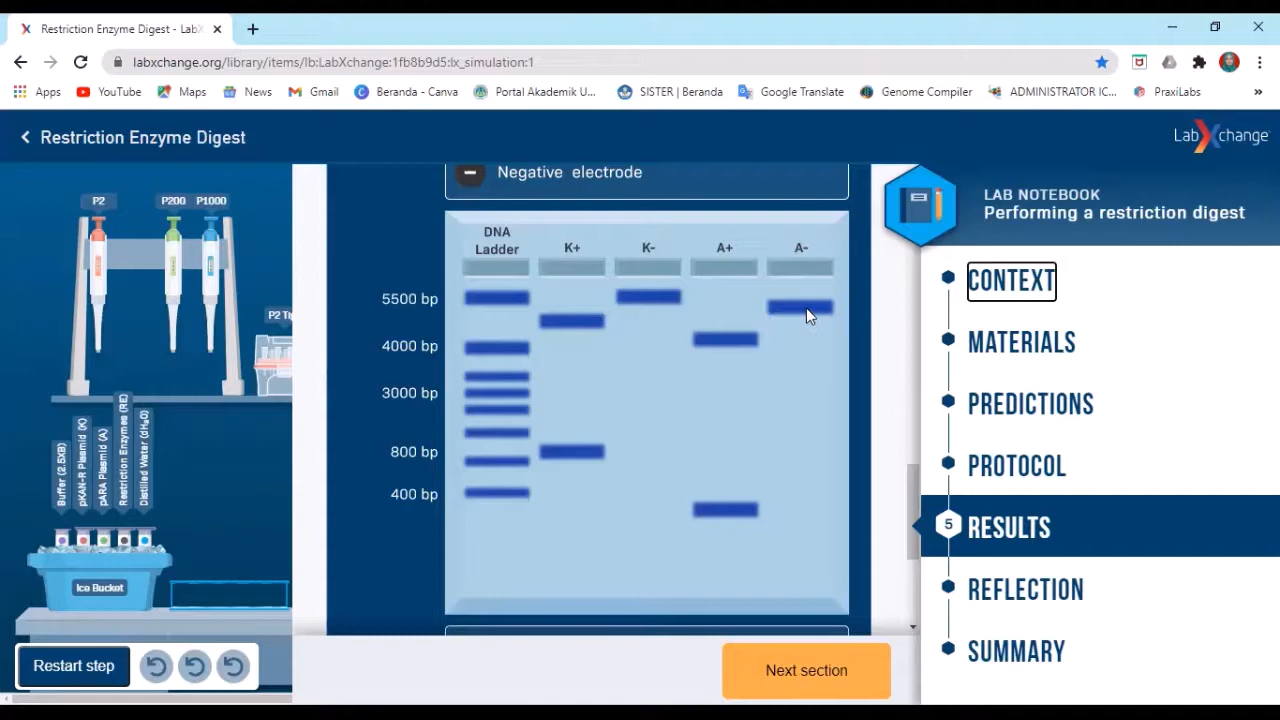 Restriction Enzyme Digest - LabX
labxchange.org/library/items/lb:LabXchange:1fb8b9d5:lx_simulation:1
Apps YouTube Maps News Gmail Beranda - Canva Portal Akademik U... SISTER | Beranda Google Translate Genome Compiler ADMINISTRATOR IC... PraxiLabs »
Restriction Enzyme Digest
LabXchange
P2 P200 P1000
P2 Tip
Buffer (2.5XB)
pKAN-R Plasmid (K)
pARA Plasmid (A)
Restriction Enzymes (RE)
Distilled Water (dH₂O)
Ice Bucket
Restart step
Negative electrode
DNA
Ladder
K+ K- A+ A-
5500 bp
4000 bp
3000 bp
800 bp
400 bp
Next section
LAB NOTEBOOK
Performing a restriction digest
CONTEXT
MATERIALS
PREDICTIONS
PROTOCOL
5 RESULTS
REFLECTION
SUMMARY